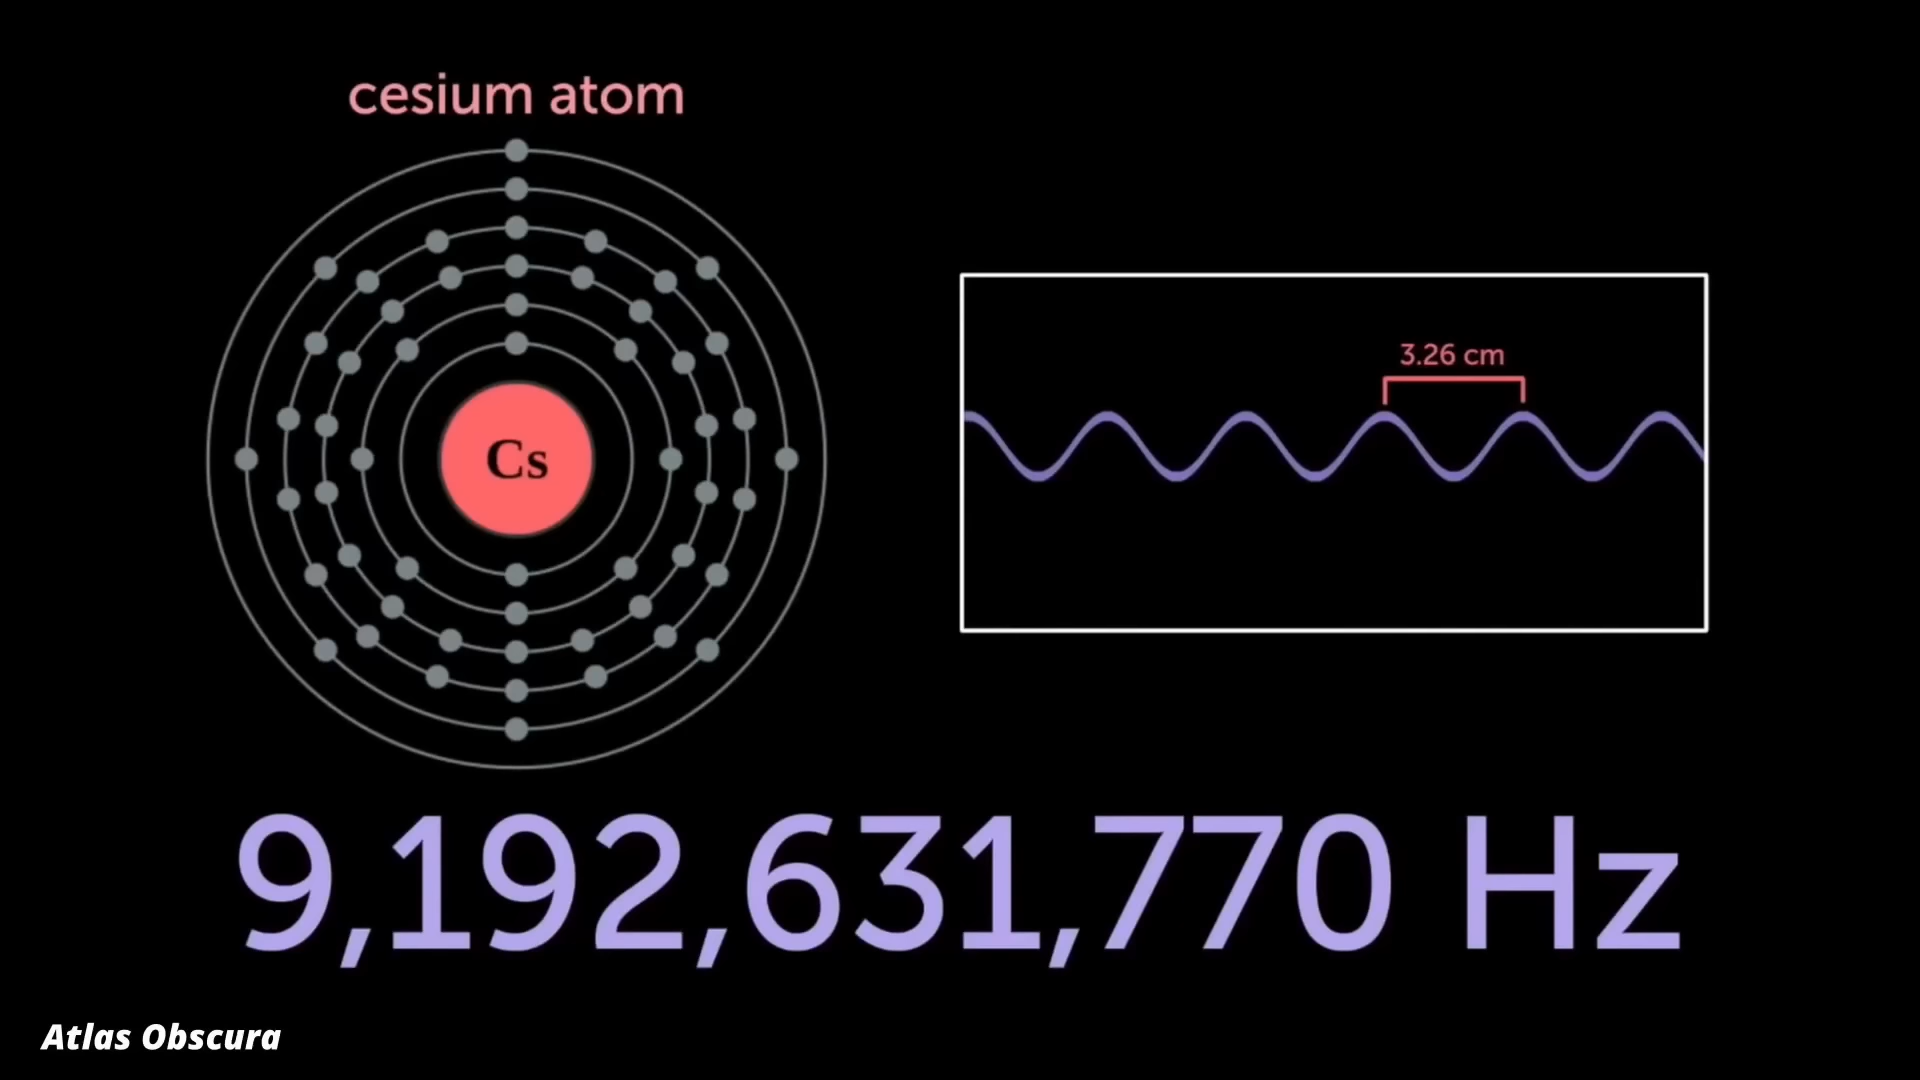 cesium atom
Cs
3.26 cm
9,192,631,770 Hz
Atlas Obscura